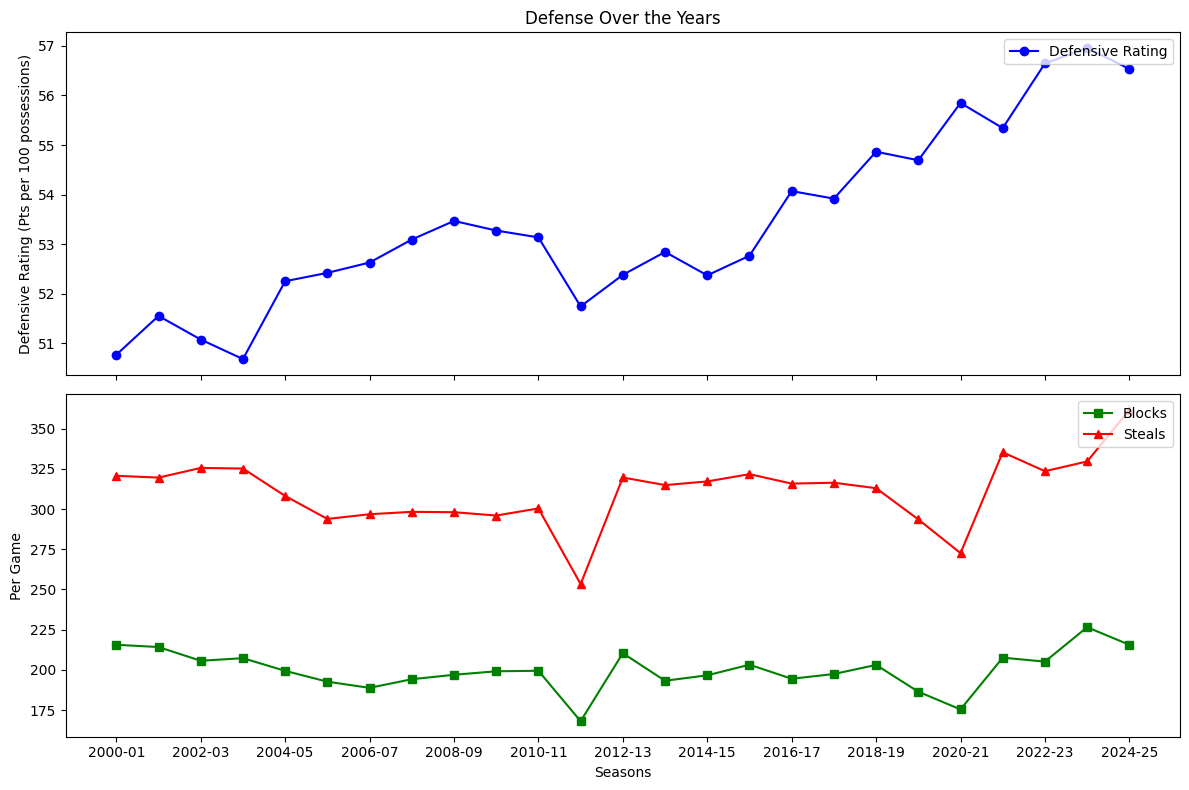 Defense Over the Years
Defensive Rating (Pts per 100 possessions)
57
56
55
54
53
52
51
Defensive Rating
Per Game
350
325
300
275
250
225
200
175
Blocks
Steals
2000-01 2002-03 2004-05 2006-07 2008-09 2010-11 2012-13 2014-15 2016-17 2018-19 2020-21 2022-23 2024-25
Seasons